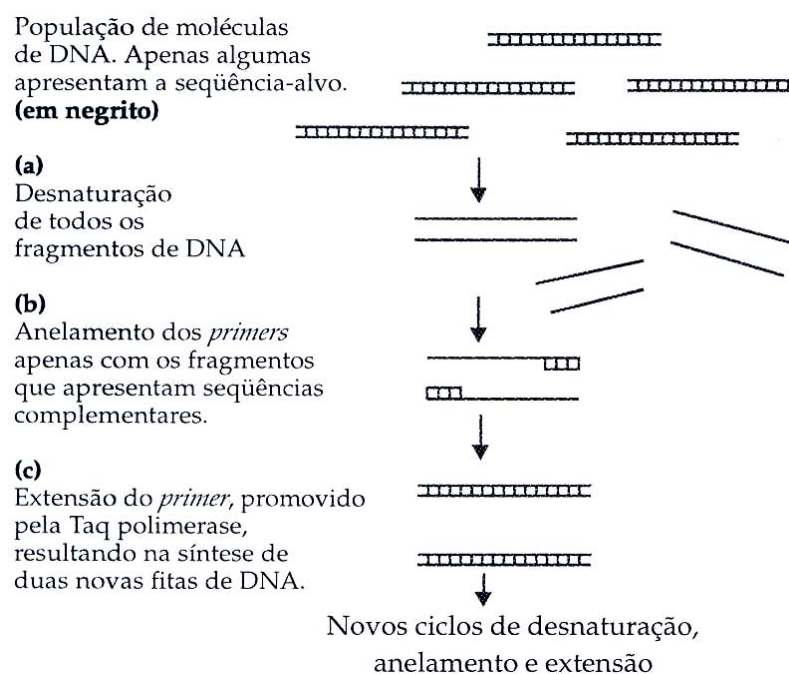 População de moléculas
de DNA. Apenas algumas
apresentam a seqüência-alvo.
(em negrito)
(a)
Desnaturação
de todos os
fragmentos de DNA
(b)
Anelamento dos primers
apenas com os fragmentos
que apresentam seqüências
complementares.
(c)
Extensão do primer, promovido
pela Taq polimerase,
resultando na síntese de
duas novas fitas de DNA.
Novos ciclos de desnaturação,
anelamento e extensão